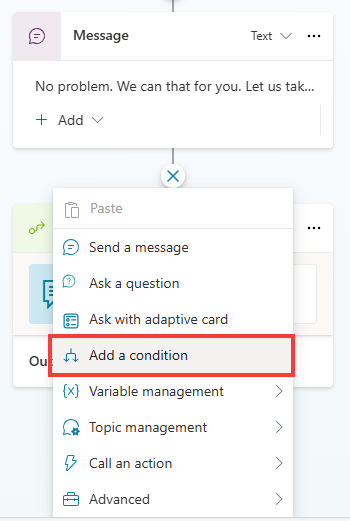 Message
Text
No problem. We can that for you. Let us tak...
Add
Paste
Send a message
Ask a question
Ask with adaptive card
Ou
Add a condition
Variable management
Topic management
Call an action
Advanced